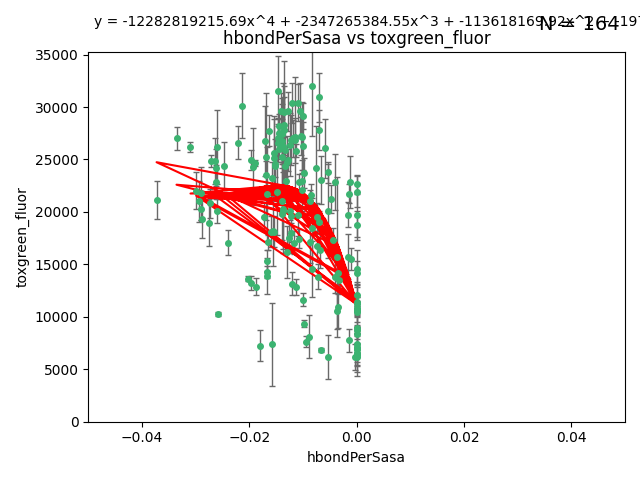 y = -12282819215.69x^4 + -2347265384.55x^3 + -113618169.92x^2 +
N = 164
hbondPerSasa vs toxgreen_fluor
35000
30000
25000
20000
15000
10000
5000
0
toxgreen_fluor
-0.04
-0.02
0.00
0.02
0.04
hbondPerSasa